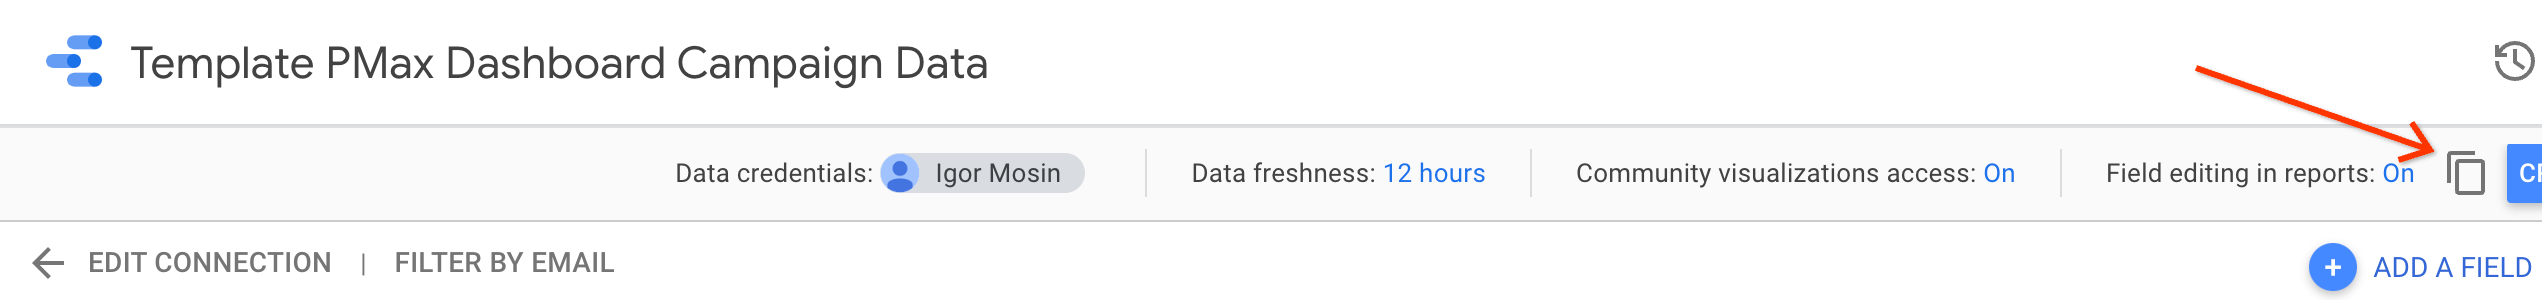 Template PMax Dashboard Campaign Data
Data credentials: Igor Mosin Data freshness: 12 hours Community visualizations access: On Field editing in reports: On
EDIT CONNECTION | FILTER BY EMAIL + ADD A FIELD